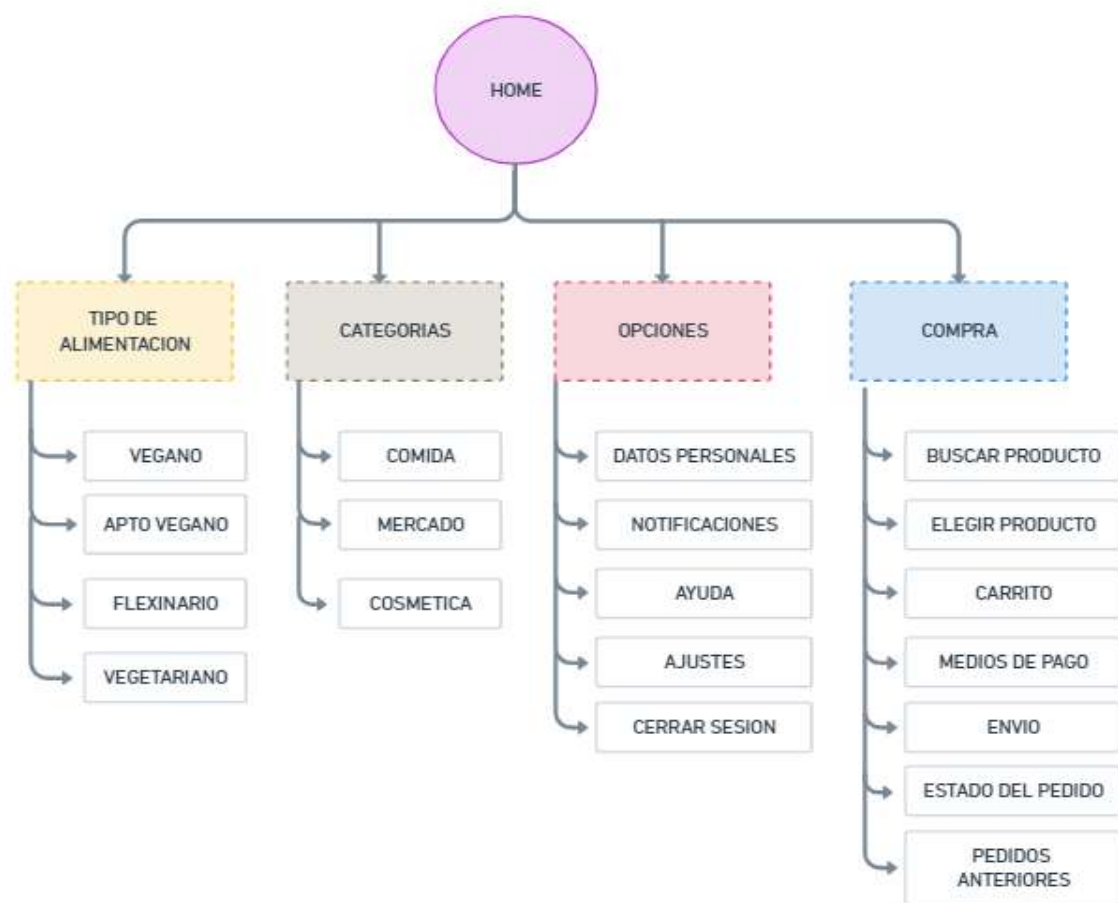 HOME
TIPO DE
ALIMENTACION
CATEGORIAS
OPCIONES
COMPRA
VEGANO
APTO VEGANO
FLEXINARIO
VEGETARIANO
COMIDA
MERCADO
COSMETICA
DATOS PERSONALES
NOTIFICACIONES
AYUDA
AJUSTES
CERRAR SESION
BUSCAR PRODUCTO
ELEGIR PRODUCTO
CARRITO
MEDIOS DE PAGO
ENVIO
ESTADO DEL PEDIDO
PEDIDOS
ANTERIORES